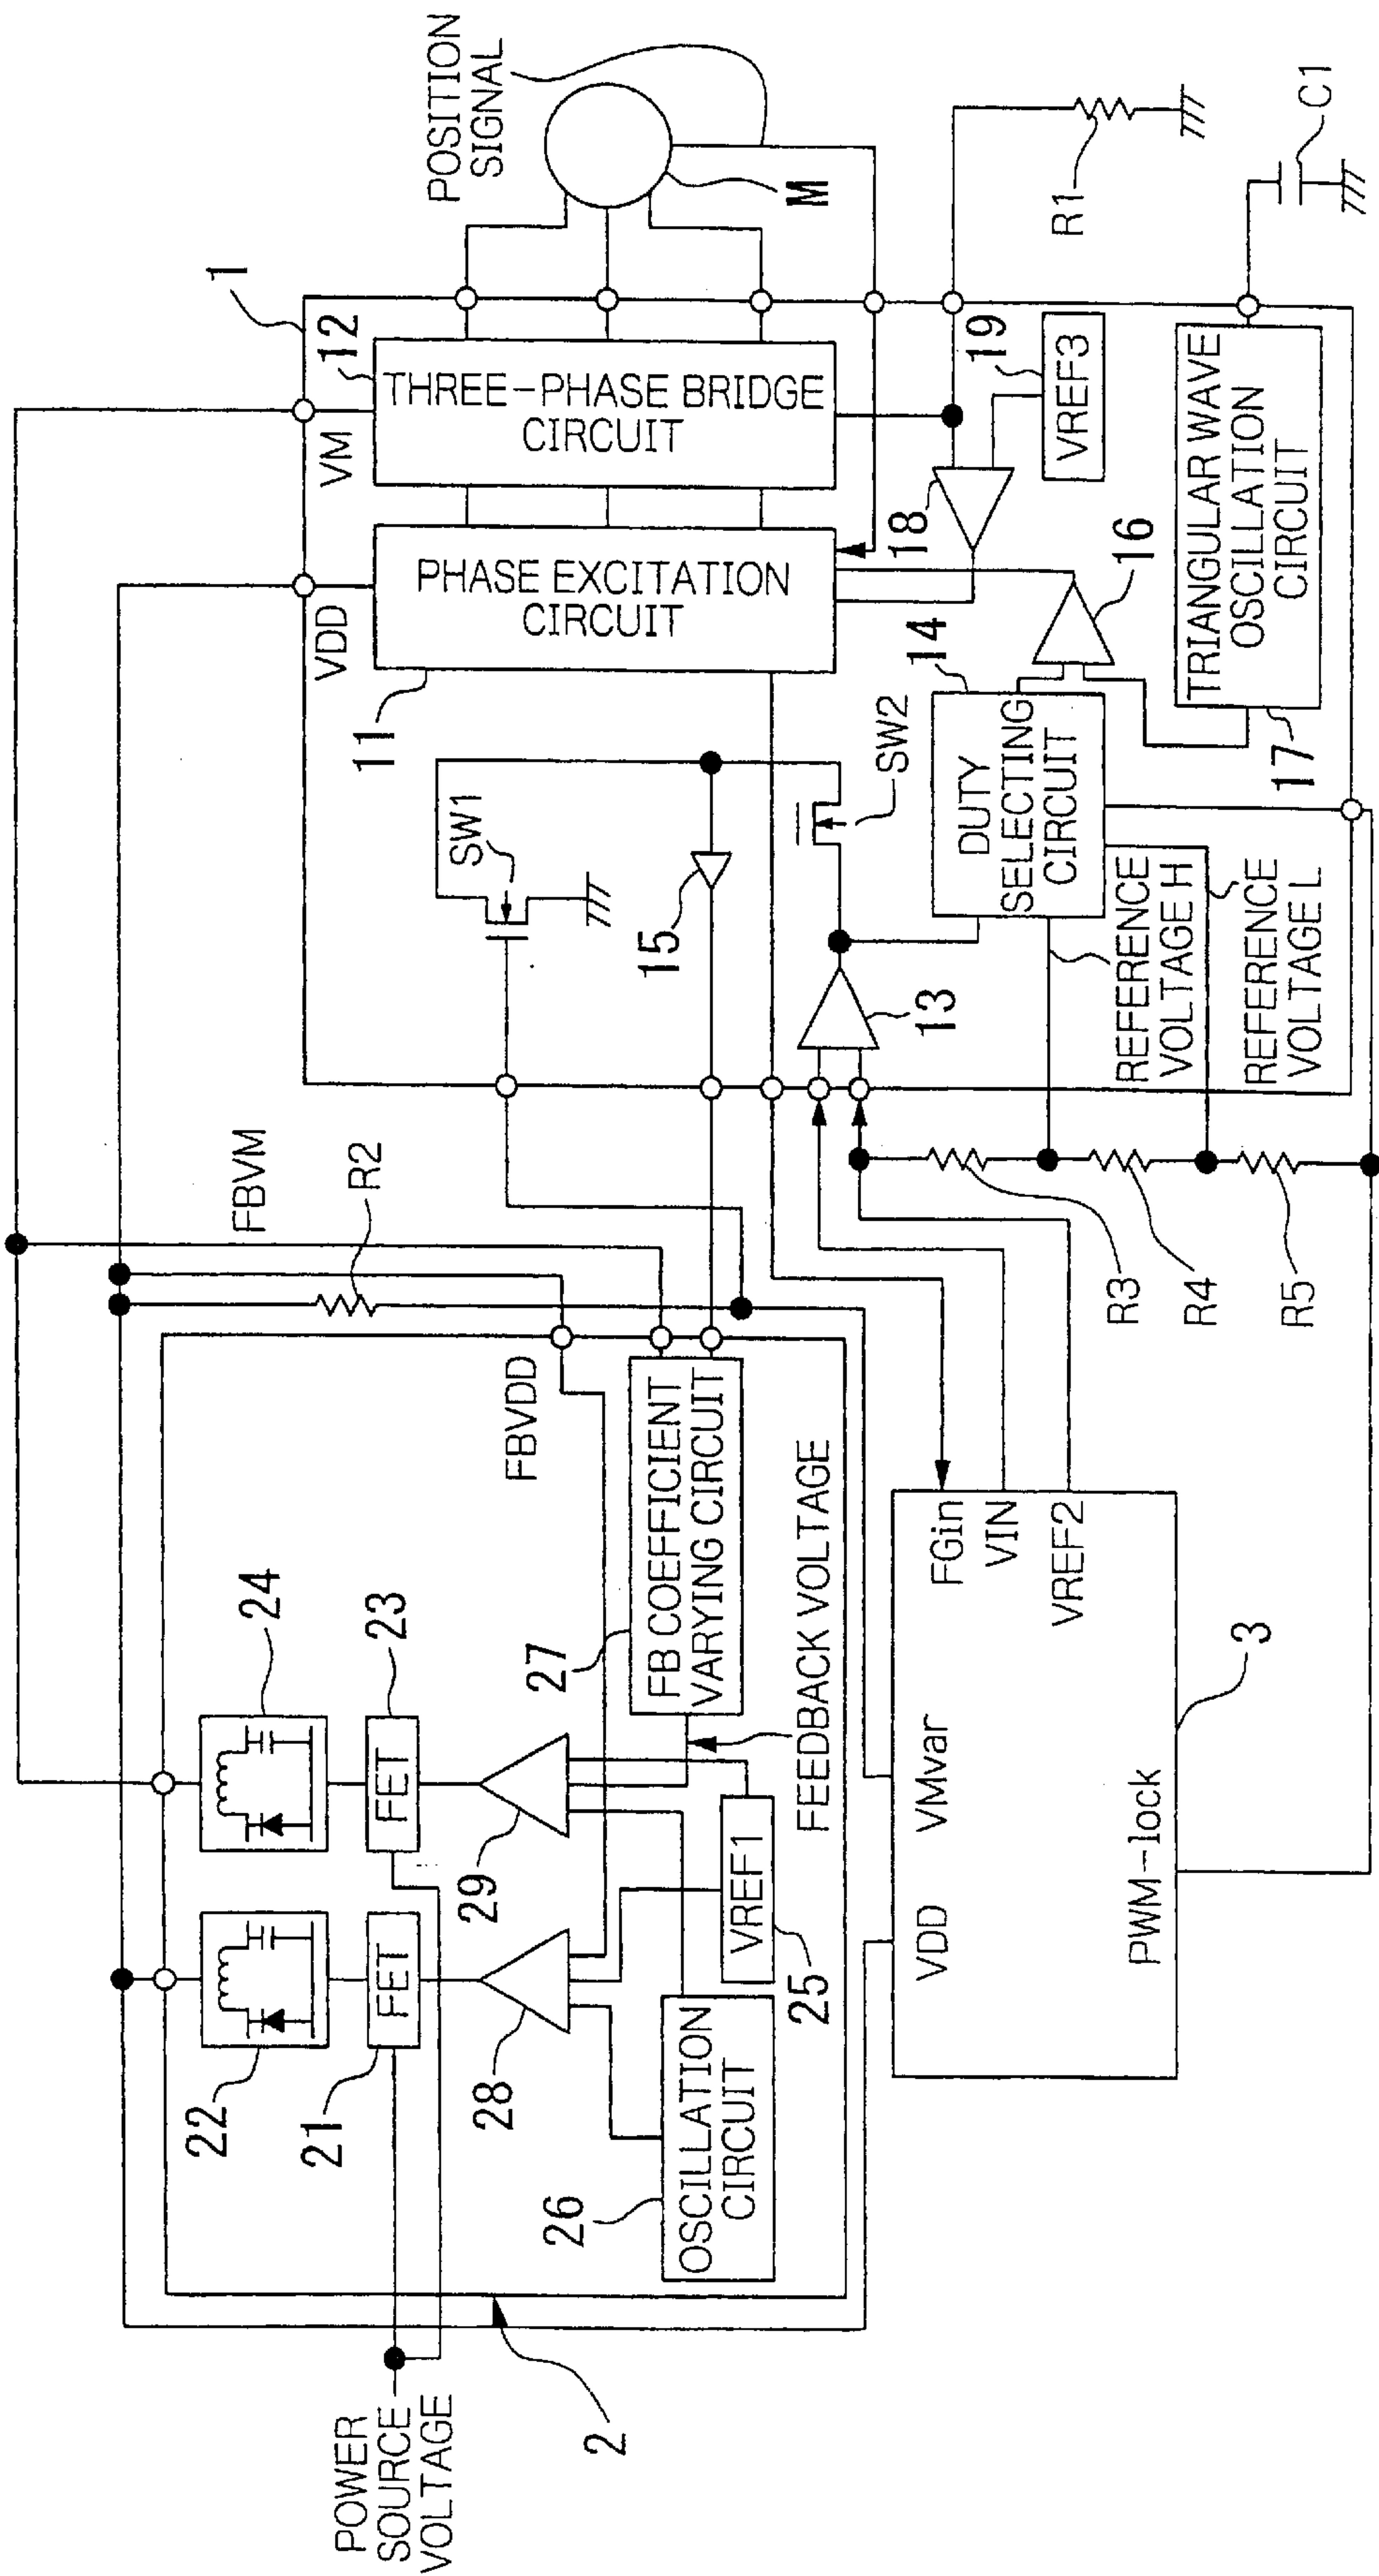 POWER
SOURCE
VOLTAGE
2
22
21
24
23
28
29
26
OSCILLATION
CIRCUIT
25
VREF1
27
FB COEFFICIENT
VARYING CIRCUIT
FEEDBACK VOLTAGE
FBVDD
FBVM
R2
VDD
VMvar
PWM-lock
FGin
VIN
VREF2
3
FET
FET
R3
R4
R5
1
VDD
VM
11
PHASE EXCITATION
CIRCUIT
12
THREE-PHASE BRIDGE
CIRCUIT
SW1
15
SW2
13
14
DUTY
SELECTING
CIRCUIT
REFERENCE
VOLTAGE H
REFERENCE
VOLTAGE L
18
19
VREF3
16
17
TRIANGULAR WAVE
OSCILLATION
CIRCUIT
POSITION
SIGNAL
M
R1
C1